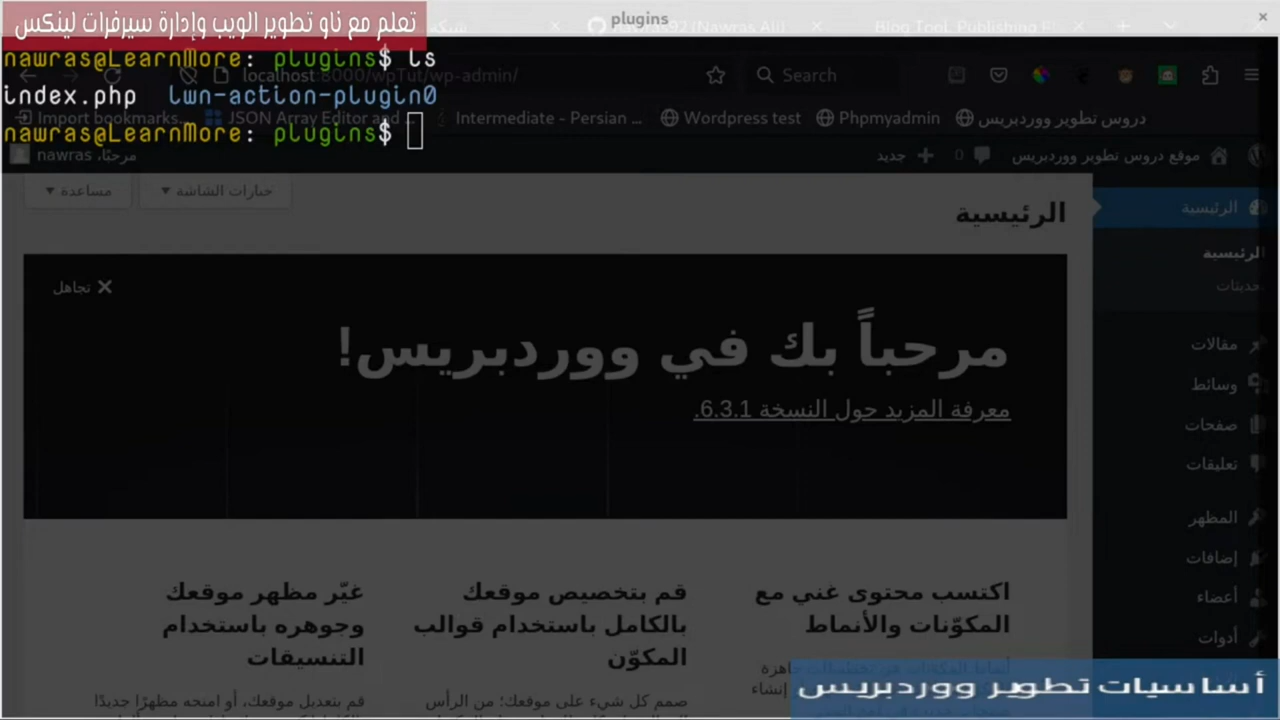 plugins
تعلم مع ناو تطوير الويب وإدارة سيرفرات لينكس
nawras@LearnMore: plugins$ ls
index.php lwn-action-plugin0
nawras@LearnMore: plugins$
Blog Tool, Publishing
localhost:8000/wpTut/wp-admin/
Search
Import bookmarks...
JSON Array Editor and ...
Intermediate - Persian ...
Wordpress test
Phpmyadmin
دروس تطوير ووردبريس
موقع دروس تطوير ووردبريس
0
جديد
مرحبًا، nawras
مساعدة
خيارات الشاشة
الرئيسية
الرئيسية
الرئيسية
مقالات
وسائط
صفحات
تعليقات
المظهر
إضافات
أعضاء
أدوات
تجاهل
مرحباً بك في ووردبريس!
معرفة المزيد حول النسخة 6.3.1.
اكتسب محتوى غني مع
المكوّنات والأنماط
قم بتخصيص موقعك
بالكامل باستخدام قوالب
المكوّن
صمم كل شيء على موقعك؛ من الرأس
غيّر مظهر موقعك
وجوهره باستخدام
التنسيقات
قم بتعديل موقعك، أو امنحه مظهرًا جديدًا
أساسيات تطوير ووردبريس